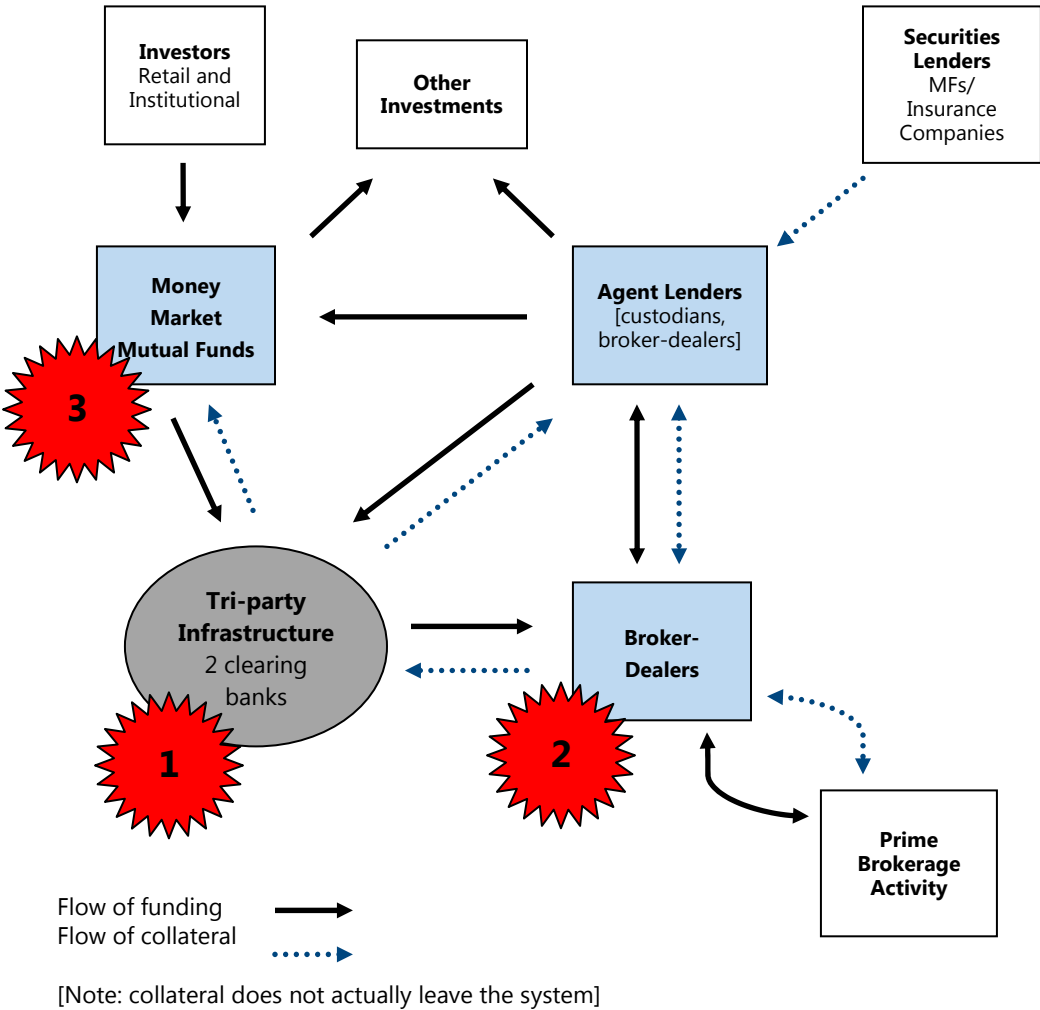 Investors
Retail and
Institutional
Other
Investments
Securities
Lenders
MFs/
Insurance
Companies
Money
Market
Mutual Funds
Agent Lenders
[custodians,
broker-dealers]
3
Tri-party
Infrastructure
2 clearing
banks
Broker-
Dealers
1
2
Prime
Brokerage
Activity
Flow of funding
Flow of collateral
[Note: collateral does not actually leave the system]